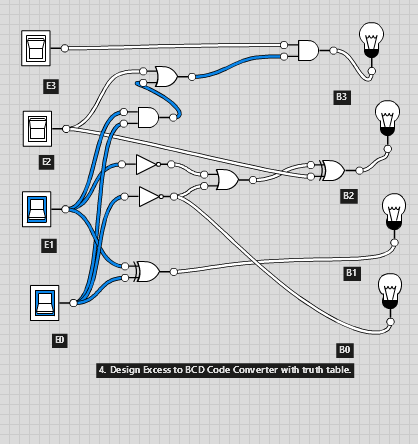 E3
B3
E2
B2
E1
B1
E0
B0
4. Design Excess to BCD Code Converter with truth table.